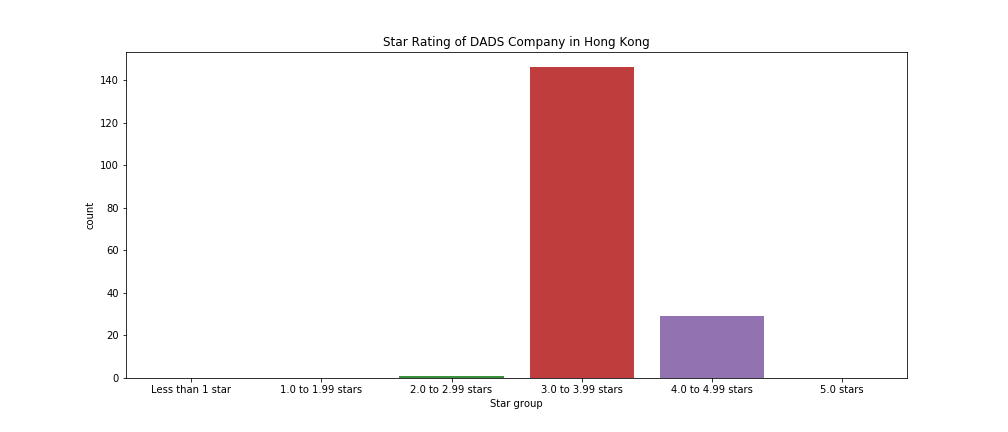 Star Rating of DADS Company in Hong Kong
140
120
100
80
60
40
20
0
count
Less than 1 star
1.0 to 1.99 stars
2.0 to 2.99 stars
3.0 to 3.99 stars
4.0 to 4.99 stars
5.0 stars
Star group